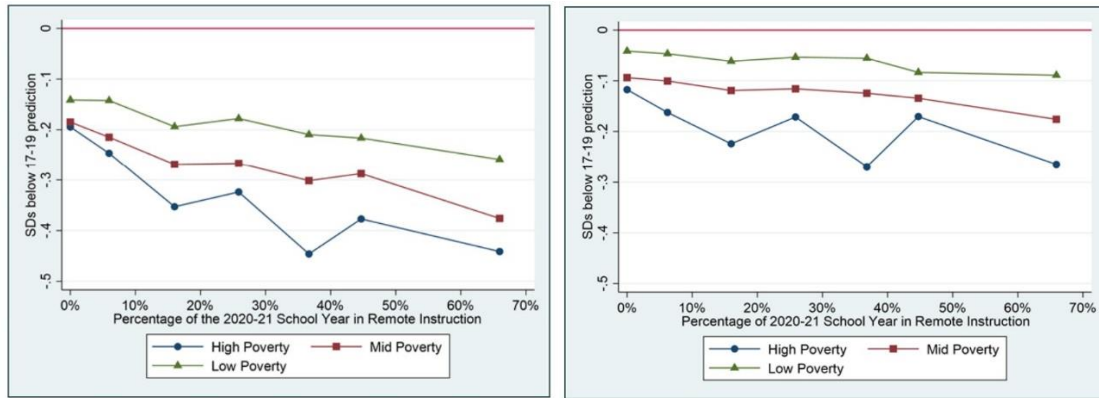 SDs below 17-19 prediction
0
-.1
-.2
-.3
-.4
-.5
0% 10% 20% 30% 40% 50% 60% 70%
Percentage of the 2020-21 School Year in Remote Instruction
High Poverty Mid Poverty
Low Poverty
SDs below 17-19 prediction
0
-.1
-.2
-.3
-.4
-.5
0% 10% 20% 30% 40% 50% 60% 70%
Percentage of 2020-21 School Year in Remote Instruction
High Poverty Mid Poverty
Low Poverty